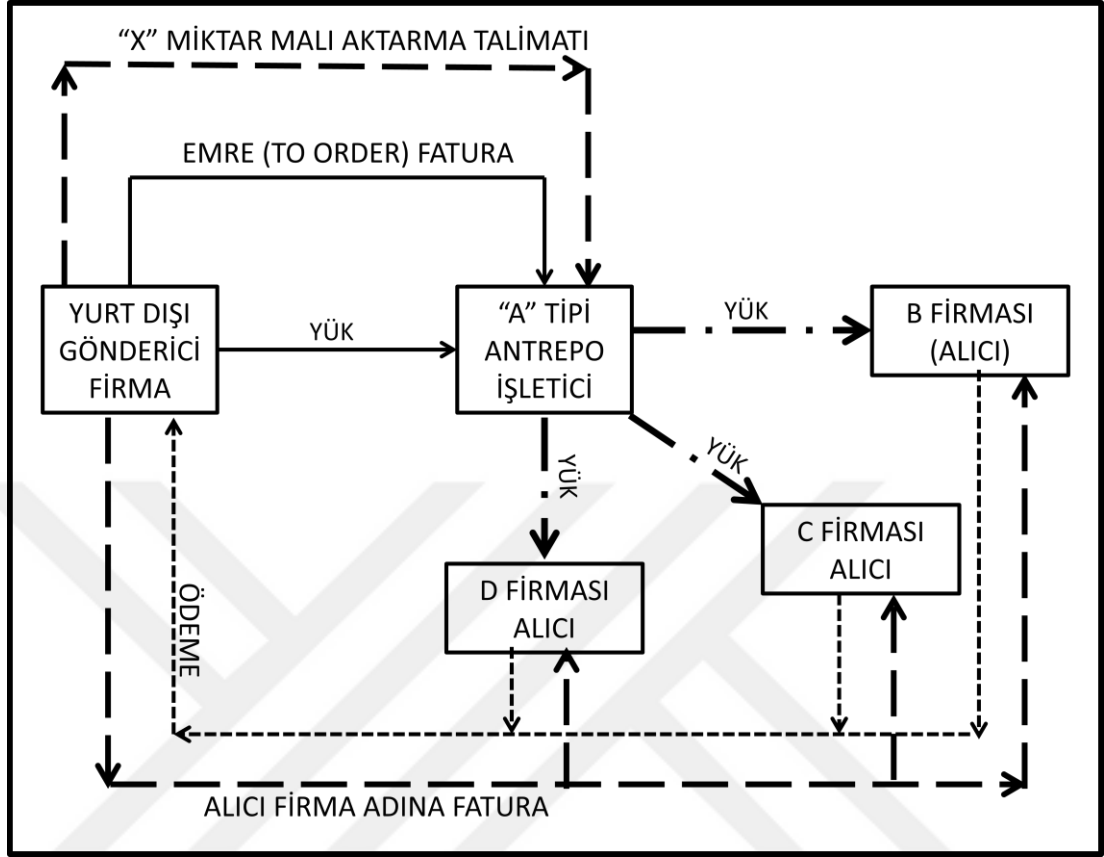 “X” MİKTAR MALI AKTARMA TALİMATI
EMRE (TO ORDER) FATURA
YURT DIŞI
GÖNDERİCİ
FİRMA
YÜK
“A” TİPİ
ANTREPO
İŞLETİCİ
YÜK
B FİRMASI
(ALICI)
YÜK
YÜK
C FİRMASI
ALICI
D FİRMASI
ALICI
ÖDEME
ALICI FİRMA ADINA FATURA